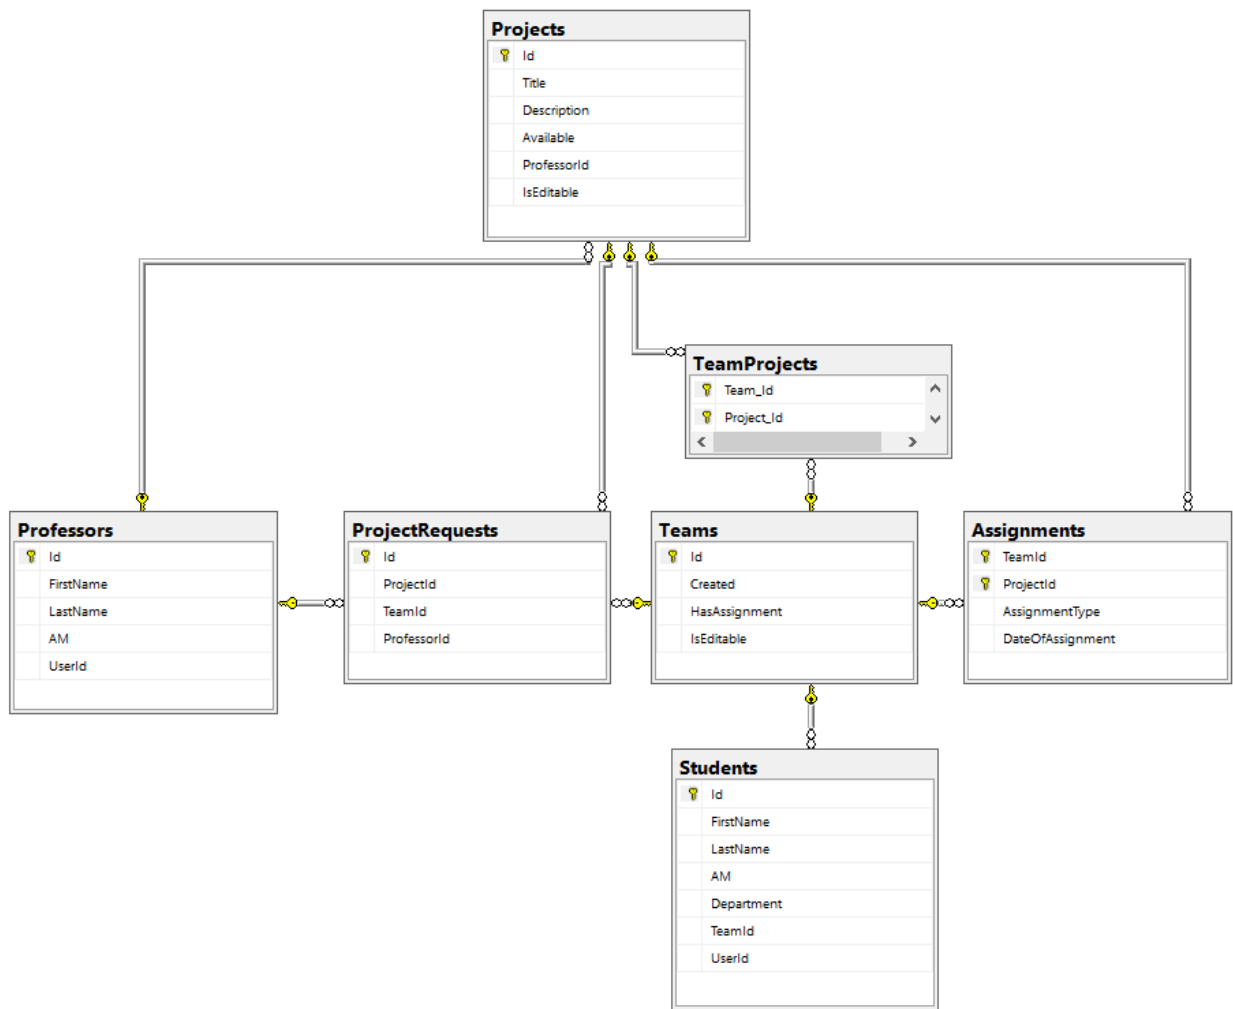 Projects
Id
Title
Description
Available
ProfessorId
IsEditable
TeamProjects
Team_Id
Project_Id
Professors
Id
FirstName
LastName
AM
UserId
ProjectRequests
Id
ProjectId
TeamId
ProfessorId
Teams
Id
Created
HasAssignment
IsEditable
Assignments
TeamId
ProjectId
AssignmentType
DateOfAssignment
Students
Id
FirstName
LastName
AM
Department
TeamId
UserId